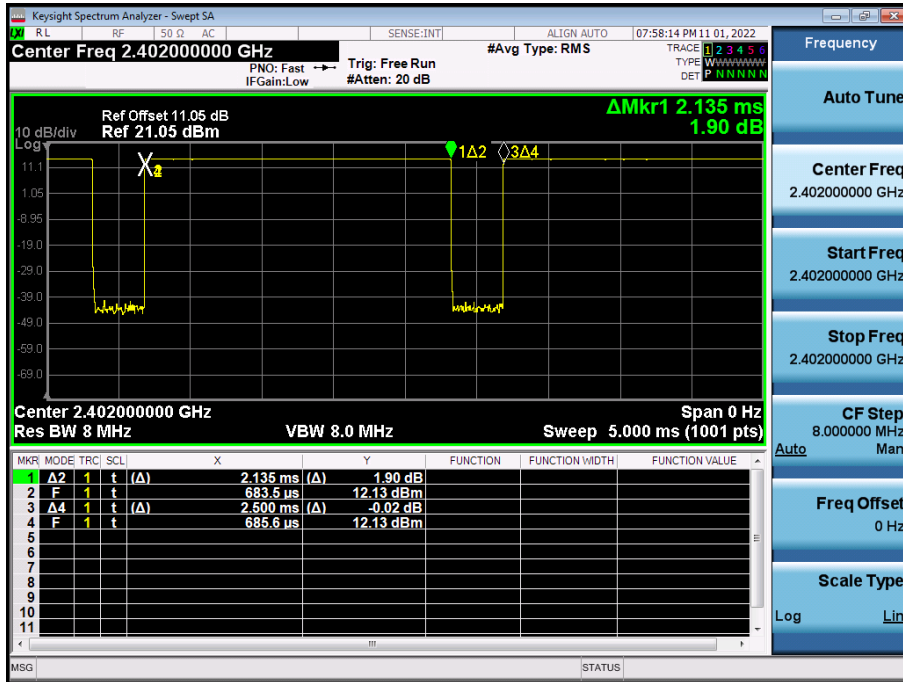 Keysight Spectrum Analyzer - Swept SA
LXI RL RF 50 Ω AC SENSE:INT ALIGN AUTO 07:58:14 PM 11 01, 2022
Center Freq 2.402000000 GHz #Avg Type: RMS TRACE 1 2 3 4 5 6
PNO: Fast Trig: Free Run TYPE WWWWWW
IFGain:Low #Atten: 20 dB DET P N N N N N
ΔMkr1 2.135 ms
Ref Offset 11.05 dB
10 dB/div Ref 21.05 dBm 1.90 dB
Log
1Δ2 3Δ4
11.1
1.05
-8.95
-19.0
-29.0
-39.0
-49.0
-59.0
-69.0
Center 2.402000000 GHz Span 0 Hz
Res BW 8 MHz VBW 8.0 MHz Sweep 5.000 ms (1001 pts)
MKR MODE TRC SCL X Y FUNCTION FUNCTION WIDTH FUNCTION VALUE
1 Δ2 1 t (Δ) 2.135 ms (Δ) 1.90 dB
2 F 1 t 683.5 µs 12.13 dBm
3 Δ4 1 t (Δ) 2.500 ms (Δ) -0.02 dB
4 F 1 t 685.6 µs 12.13 dBm
5
6
7
8
9
10
11
MSG STATUS
Frequency
Auto Tune
Center Freq
2.402000000 GHz
Start Freq
2.402000000 GHz
Stop Freq
2.402000000 GHz
CF Step
8.000000 MHz
Auto Man
Freq Offset
0 Hz
Scale Type
Log Lin